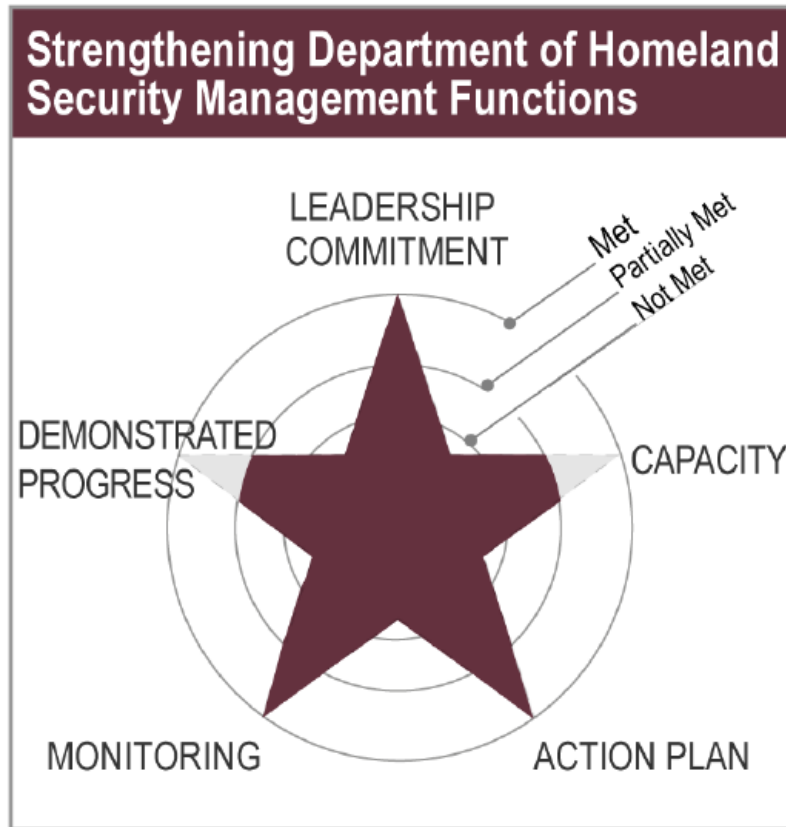 Strengthening Department of Homeland
Security Management Functions
LEADERSHIP
COMMITMENT
Met
Partially Met
Not Met
DEMONSTRATED
PROGRESS
CAPACITY
MONITORING
ACTION PLAN